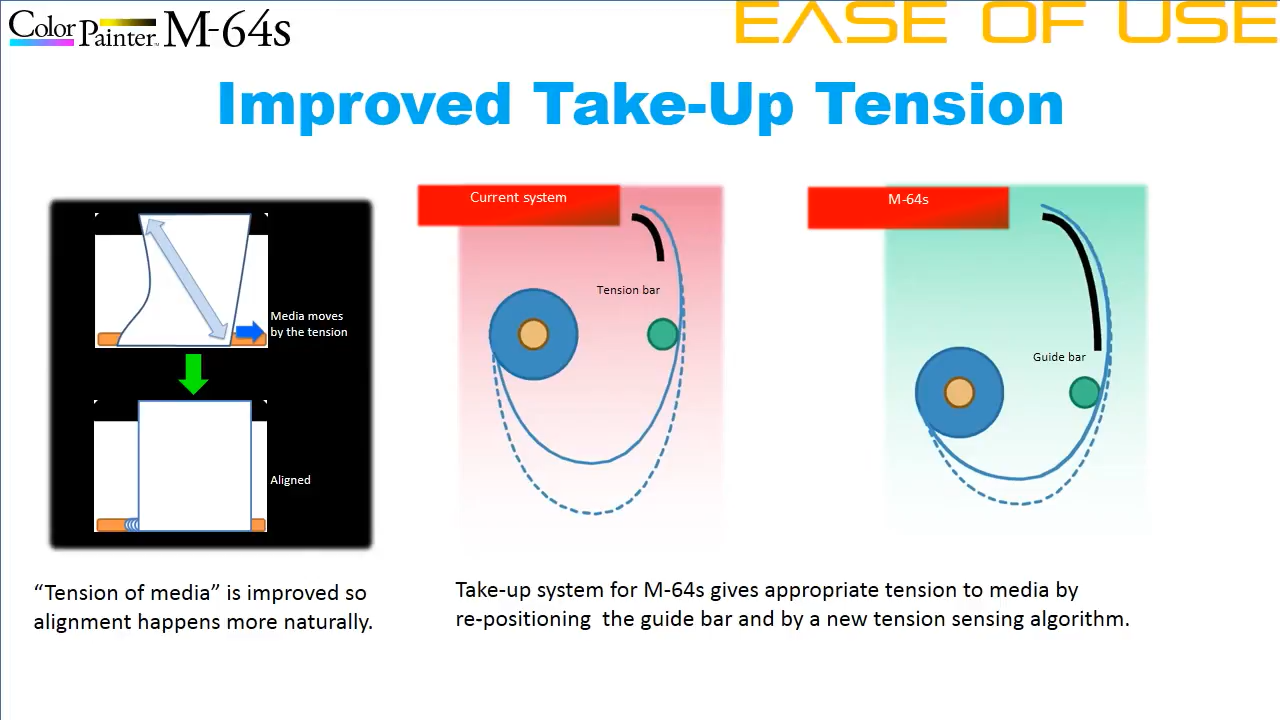 Color Painter M-64s
EASE OF USE
Improved Take-Up Tension
Media moves
by the tension
Aligned
Current system
Tension bar
M-64s
Guide bar
“Tension of media” is improved so
alignment happens more naturally.
Take-up system for M-64s gives appropriate tension to media by
re-positioning  the guide bar and by a new tension sensing algorithm.